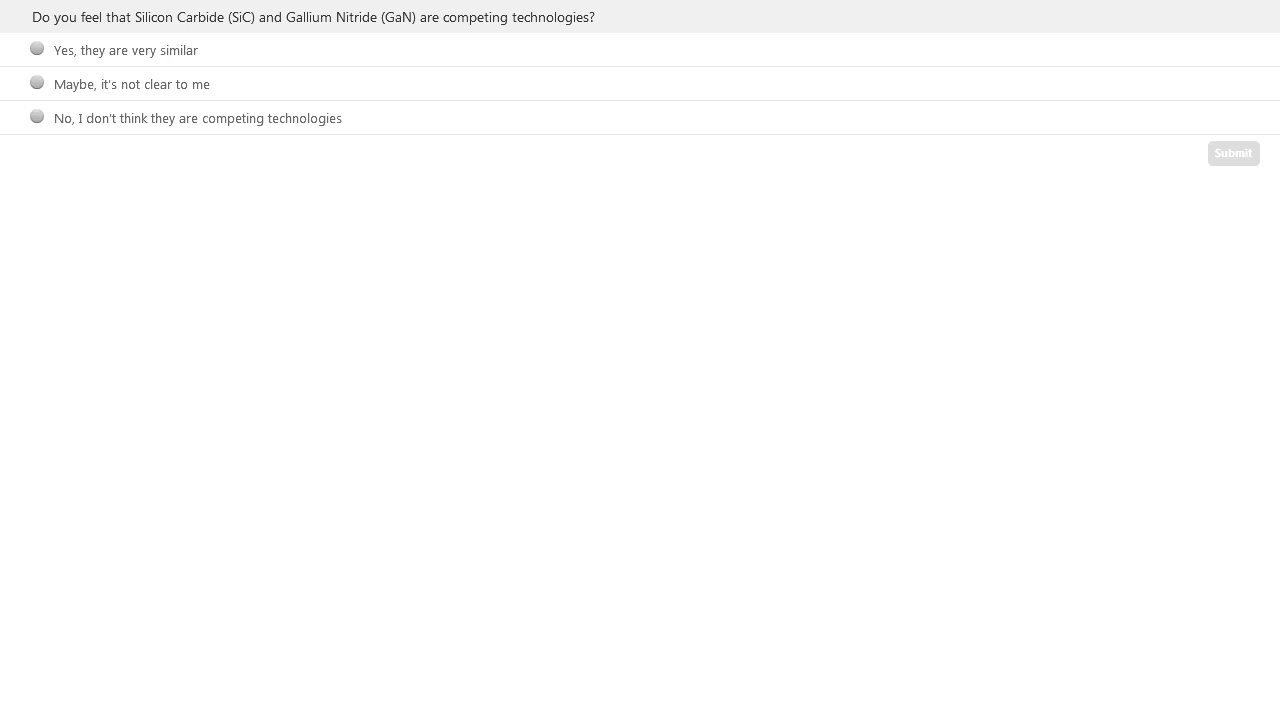 Do you feel that Silicon Carbide (SiC) and Gallium Nitride (GaN) are competing technologies?
Yes, they are very similar
Maybe, it's not clear to me
No, I don't think they are competing technologies
Submit